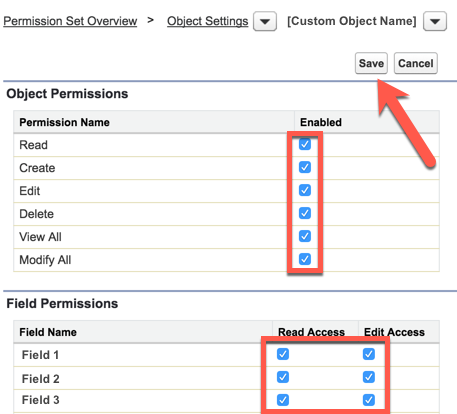 Permission Set Overview > Object Settings [Custom Object Name]
Save Cancel
Object Permissions
Permission Name Enabled
Read
Create
Edit
Delete
View All
Modify All
Field Permissions
Field Name Read Access Edit Access
Field 1
Field 2
Field 3